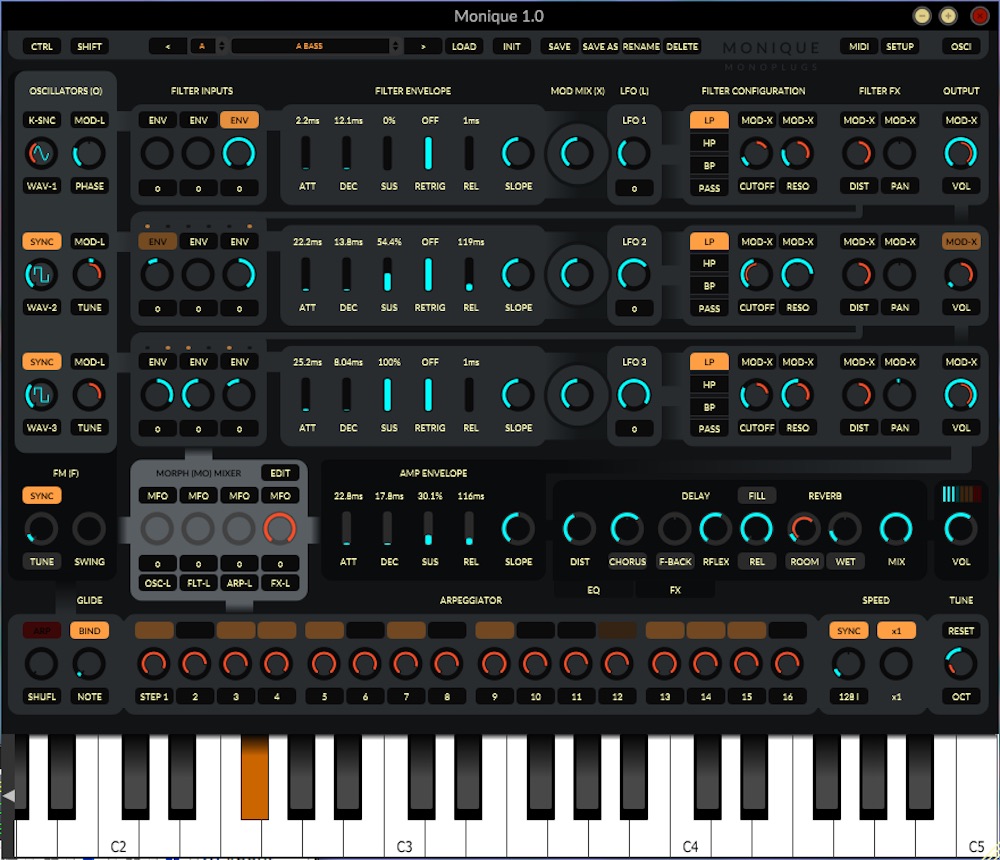 Monique 1.0
CTRL SHIFT < A A BASS > LOAD INIT SAVE SAVE AS RENAME DELETE MONIQUE MIDI SETUP OSCI
MONOPLUGS
OSCILLATORS (O) FILTER INPUTS FILTER ENVELOPE MOD MIX (X) LFO (L) FILTER CONFIGURATION FILTER FX OUTPUT
K-SNC MOD-L ENV ENV ENV 2.2ms 12.1ms 0% OFF 1ms LFO 1 LP MOD-X MOD-X MOD-X MOD-X MOD-X
HP
BP
WAV-1 PHASE 0 0 0 ATT DEC SUS RETRIG REL SLOPE 0 PASS CUTOFF RESO DIST PAN VOL
SYNC MOD-L ENV ENV ENV 22.2ms 13.8ms 54.4% OFF 119ms LFO 2 LP MOD-X MOD-X MOD-X MOD-X MOD-X
HP
BP
WAV-2 TUNE 0 0 0 ATT DEC SUS RETRIG REL SLOPE 0 PASS CUTOFF RESO DIST PAN VOL
SYNC MOD-L ENV ENV ENV 25.2ms 8.04ms 100% OFF 1ms LFO 3 LP MOD-X MOD-X MOD-X MOD-X MOD-X
HP
BP
WAV-3 TUNE 0 0 0 ATT DEC SUS RETRIG REL SLOPE 0 PASS CUTOFF RESO DIST PAN VOL
FM (F) MORPH (MO) MIXER EDIT AMP ENVELOPE
SYNC MFO MFO MFO MFO 22.8ms 17.8ms 30.1% 116ms DELAY FILL REVERB
TUNE SWING 0 0 0 0 ATT DEC SUS REL SLOPE DIST CHORUS F-BACK RFLEX REL ROOM WET MIX VOL
OSC-L FLT-L ARP-L FX-L EQ FX
GLIDE ARPEGGIATOR SPEED TUNE
ARP BIND SYNC x1 RESET
SHUFL NOTE STEP 1 2 3 4 5 6 7 8 9 10 11 12 13 14 15 16 128 I x1 OCT
C2 C3 C4 C5